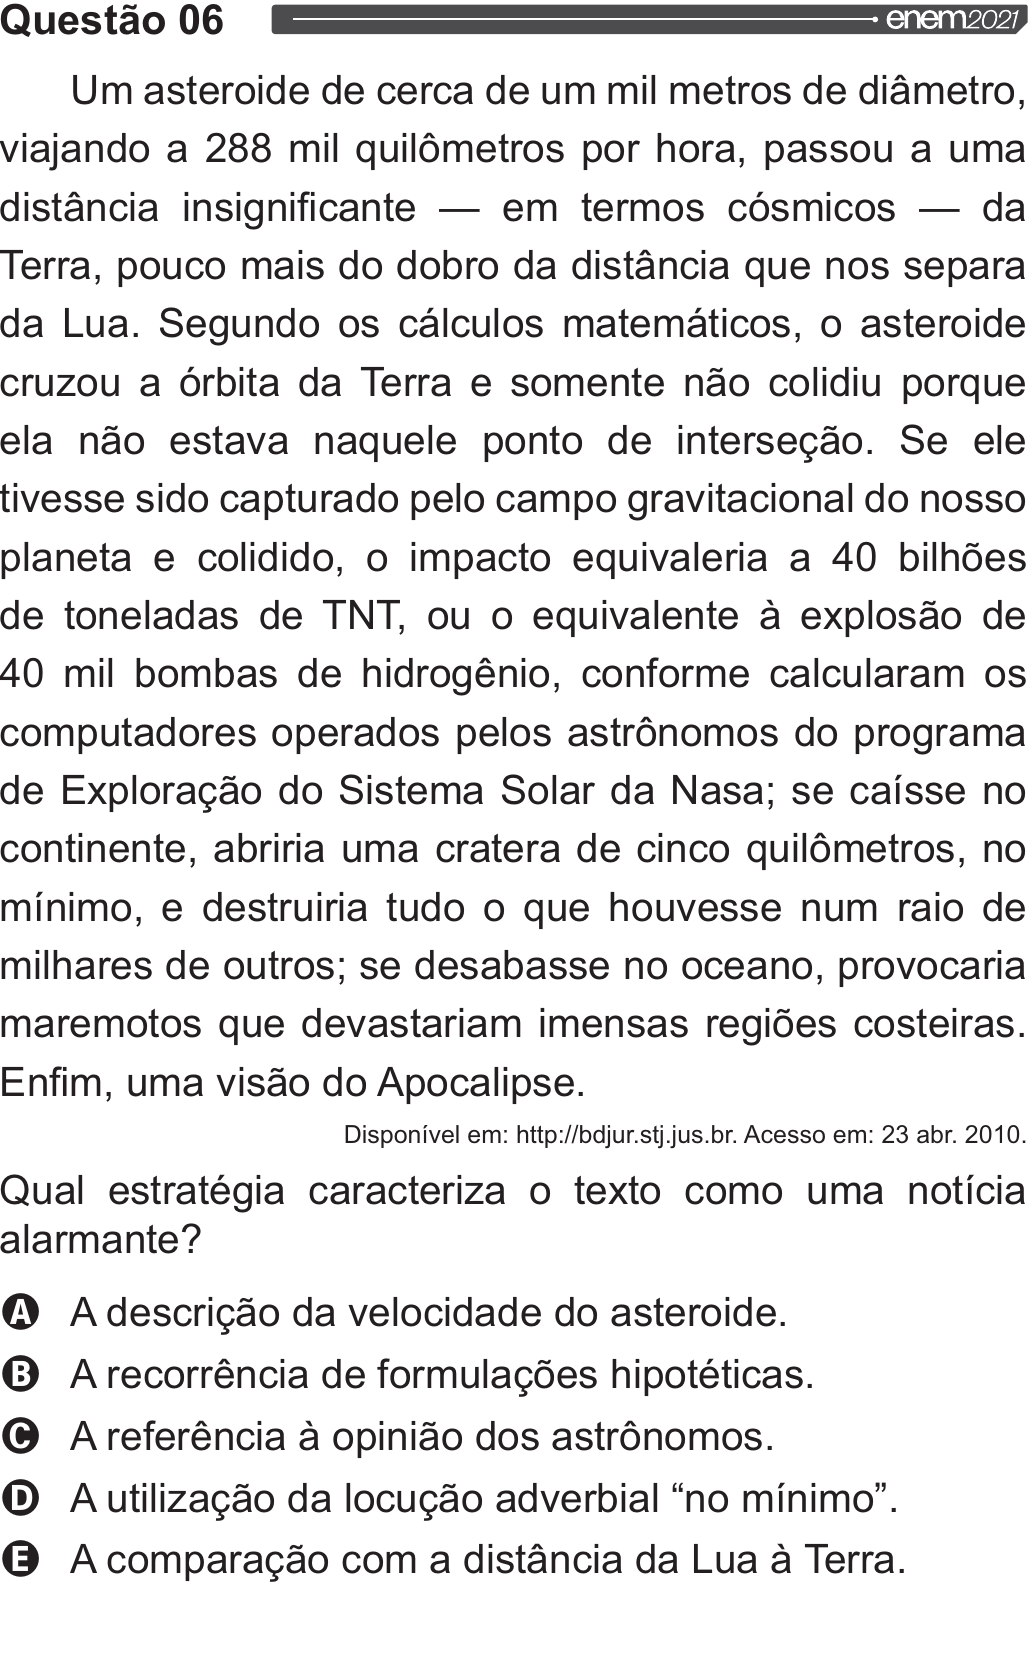 Questão 06
enem2021
Um asteroide de cerca de um mil metros de diâmetro,
viajando a 288 mil quilômetros por hora, passou a uma
distância insignificante — em termos cósmicos — da
Terra, pouco mais do dobro da distância que nos separa
da Lua. Segundo os cálculos matemáticos, o asteroide
cruzou a órbita da Terra e somente não colidiu porque
ela não estava naquele ponto de interseção. Se ele
tivesse sido capturado pelo campo gravitacional do nosso
planeta e colidido, o impacto equivaleria a 40 bilhões
de toneladas de TNT, ou o equivalente à explosão de
40 mil bombas de hidrogênio, conforme calcularam os
computadores operados pelos astrônomos do programa
de Exploração do Sistema Solar da Nasa; se caísse no
continente, abriria uma cratera de cinco quilômetros, no
mínimo, e destruiria tudo o que houvesse num raio de
milhares de outros; se desabasse no oceano, provocaria
maremotos que devastariam imensas regiões costeiras.
Enfim, uma visão do Apocalipse.
Disponível em: http://bdjur.stj.jus.br. Acesso em: 23 abr. 2010.
Qual estratégia caracteriza o texto como uma notícia
alarmante?
A A descrição da velocidade do asteroide.
B A recorrência de formulações hipotéticas.
C A referência à opinião dos astrônomos.
D A utilização da locução adverbial “no mínimo”.
E A comparação com a distância da Lua à Terra.